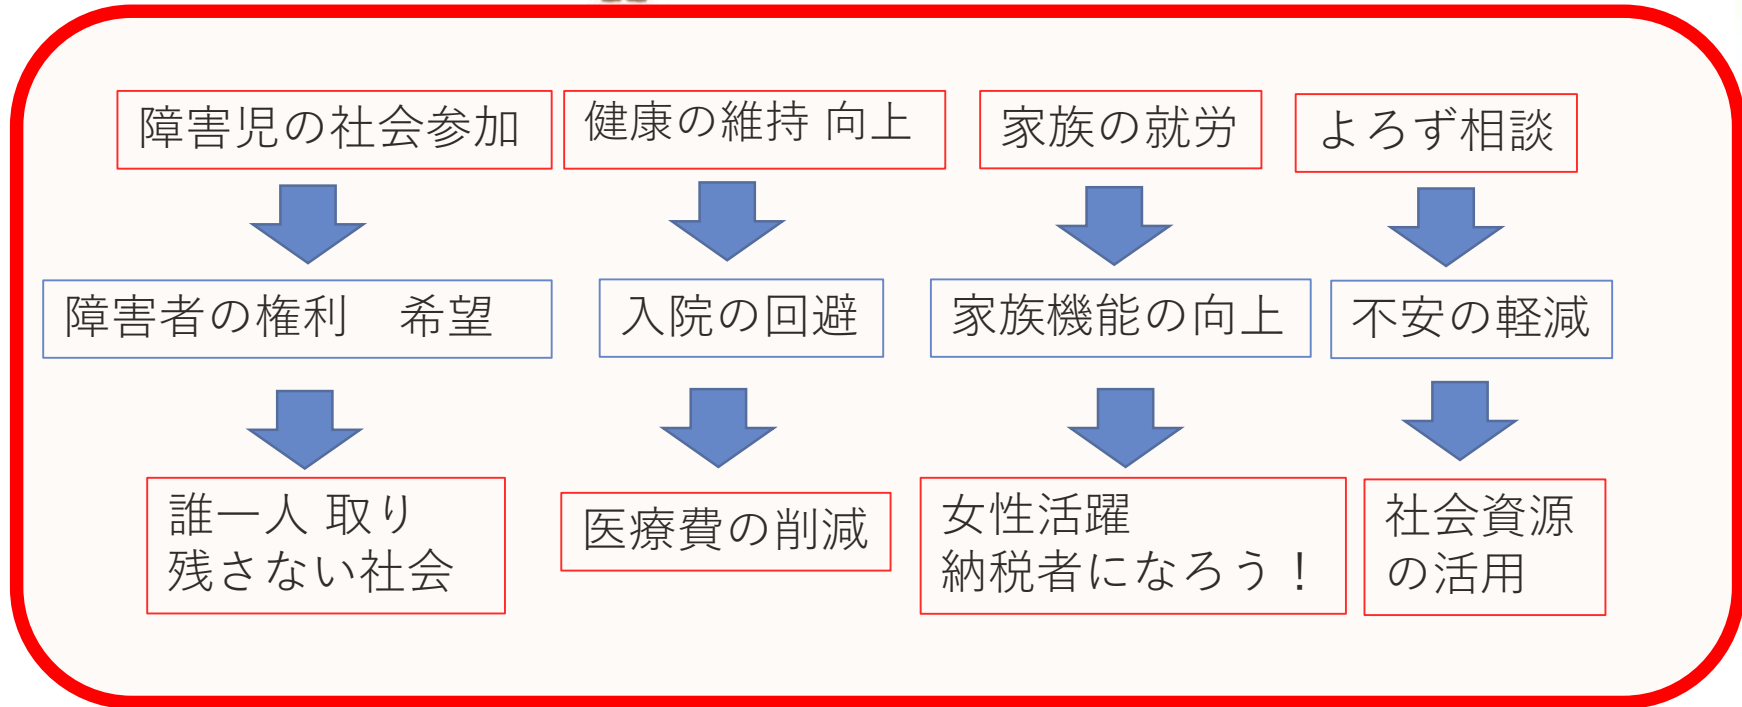 障害児の社会参加
健康の維持 向上
家族の就労
よろず相談
障害者の権利　希望
入院の回避
家族機能の向上
不安の軽減
誰一人 取り
残さない社会
医療費の削減
女性活躍
納税者になろう！
社会資源
の活用